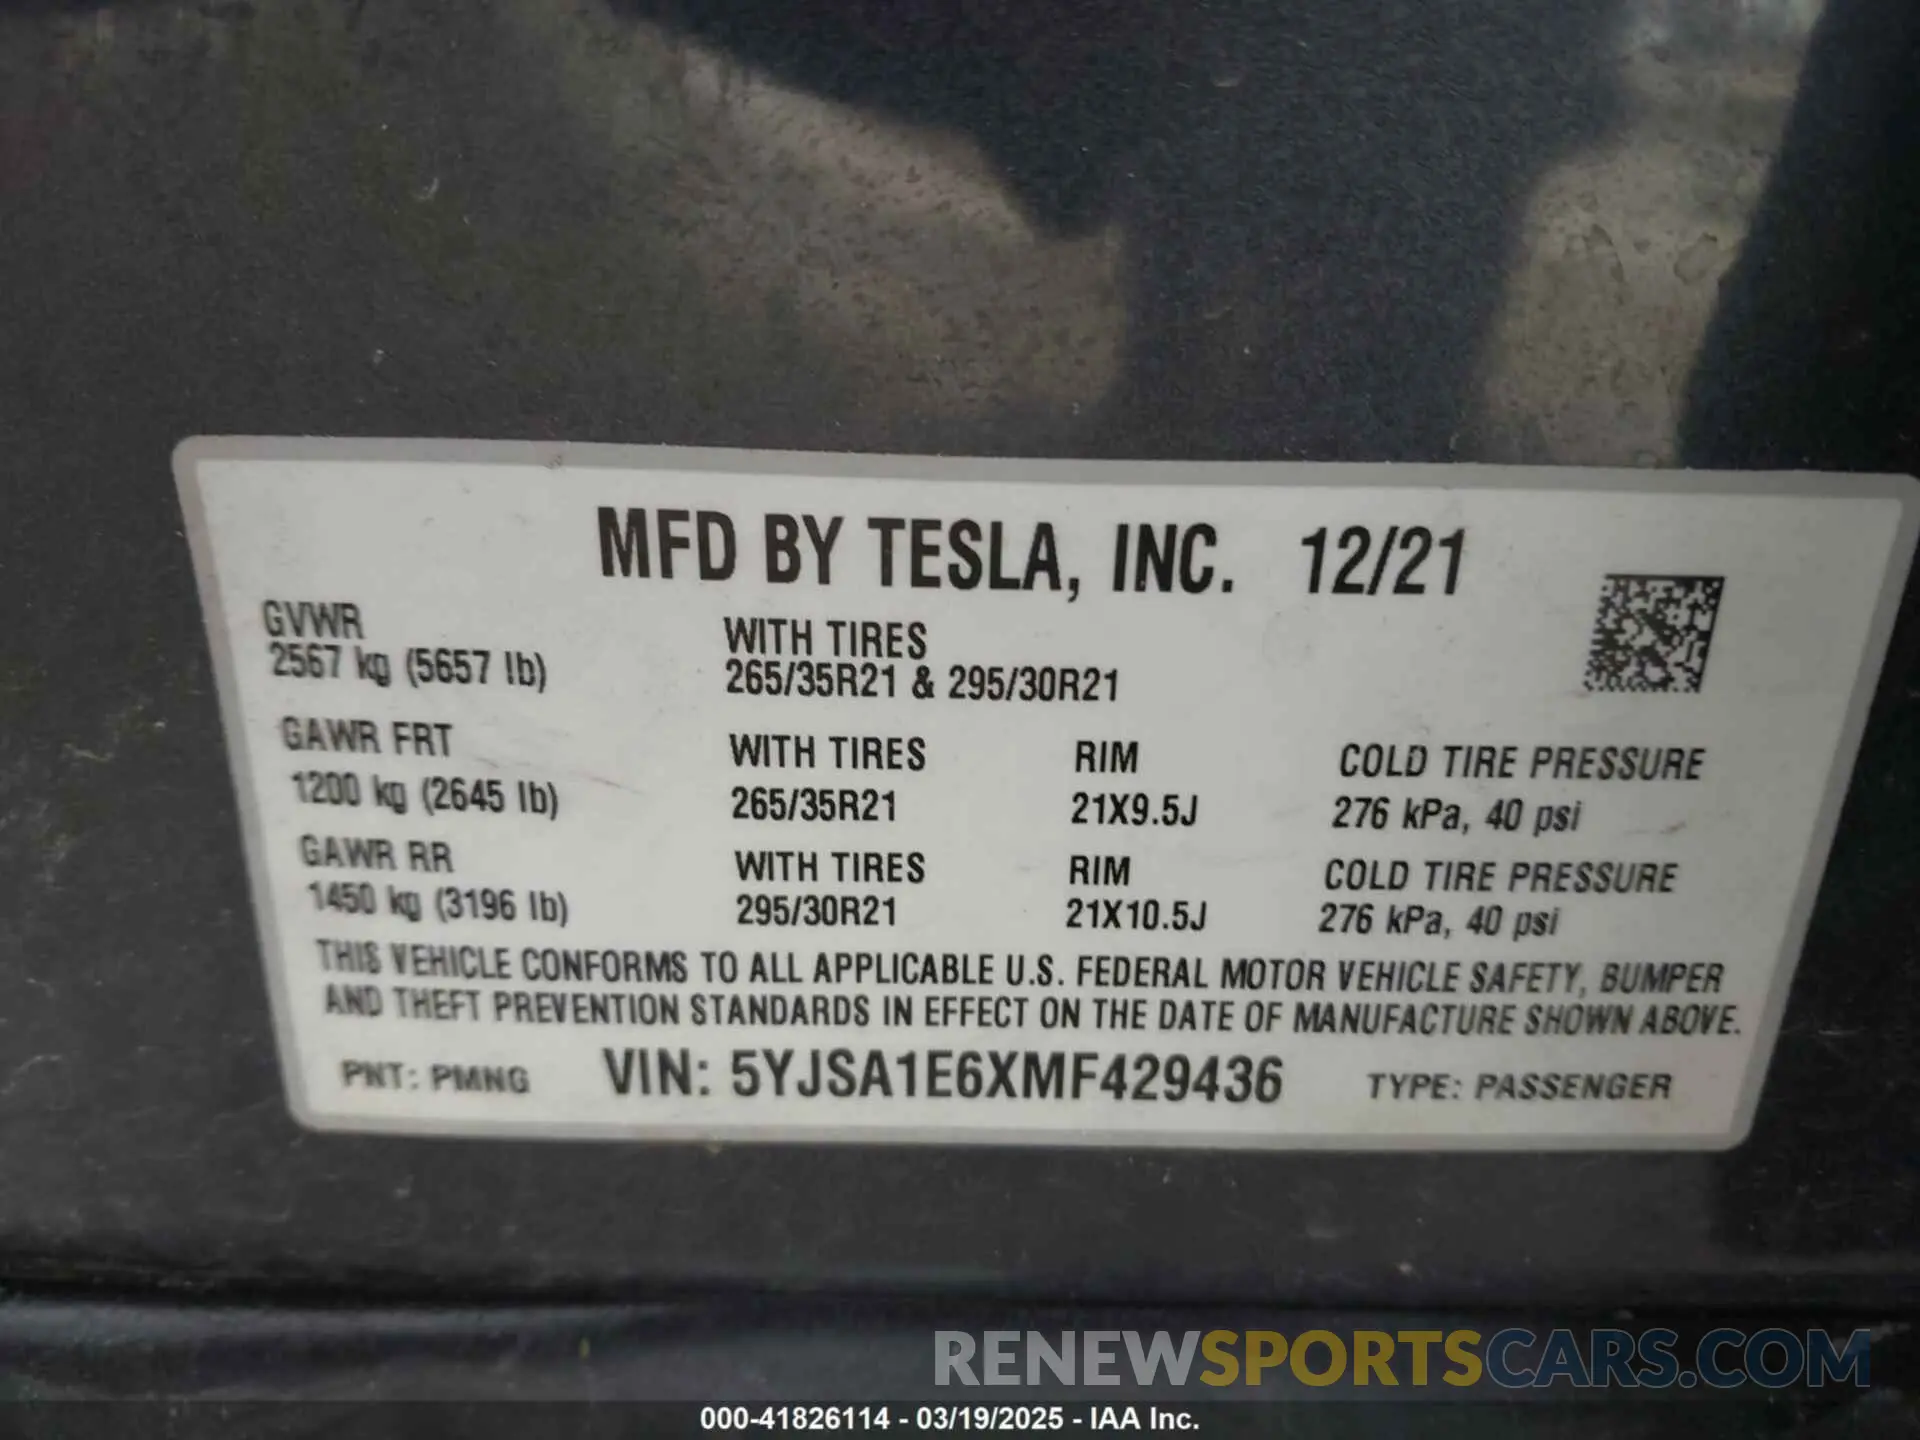 MFD BY TESLA, INC. 12/21
GVWR
2567 kg (5657 lb)
WITH TIRES
265/35R21 & 295/30R21
GAWR FRT WITH TIRES RIM COLD TIRE PRESSURE
1200 kg (2645 lb) 265/35R21 21X9.5J 276 kPa, 40 psi
GAWR RR WITH TIRES RIM COLD TIRE PRESSURE
1450 kg (3196 lb) 295/30R21 21X10.5J 276 kPa, 40 psi
THIS VEHICLE CONFORMS TO ALL APPLICABLE U.S. FEDERAL MOTOR VEHICLE SAFETY, BUMPER
AND THEFT PREVENTION STANDARDS IN EFFECT ON THE DATE OF MANUFACTURE SHOWN ABOVE.
PNT: PMNG VIN: 5YJSA1E6XMF429436 TYPE: PASSENGER
RENEWSPORTSCARS.COM
000-41826114 - 03/19/2025 - IAA Inc.